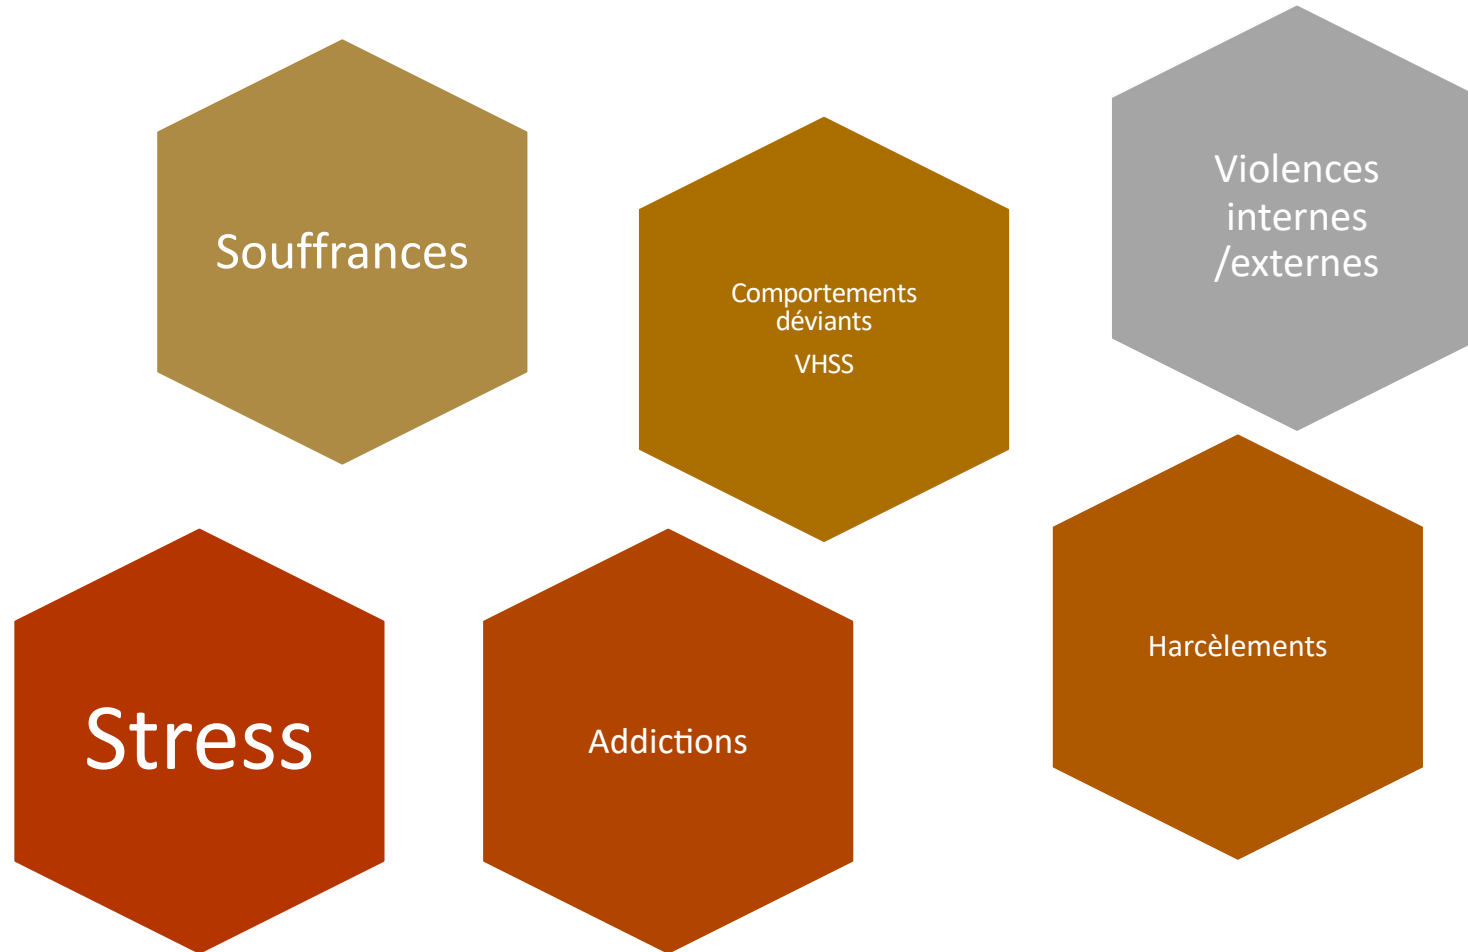 Souffrances
Comportements
déviants
VHSS
Violences
internes
/externes
Stress
Addictions
Harcèlements